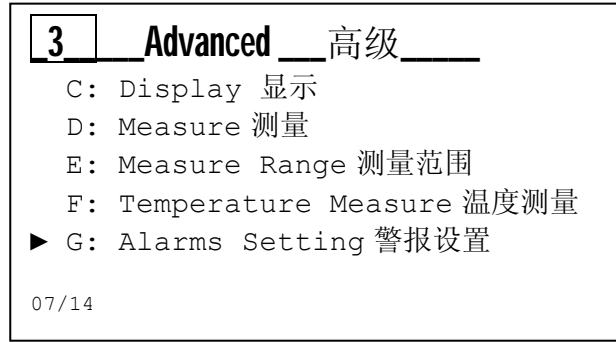 3 Advanced 高级
C: Display 显示
D: Measure 测量
E: Measure Range 测量范围
F: Temperature Measure 温度测量
► G: Alarms Setting 警报设置
07/14